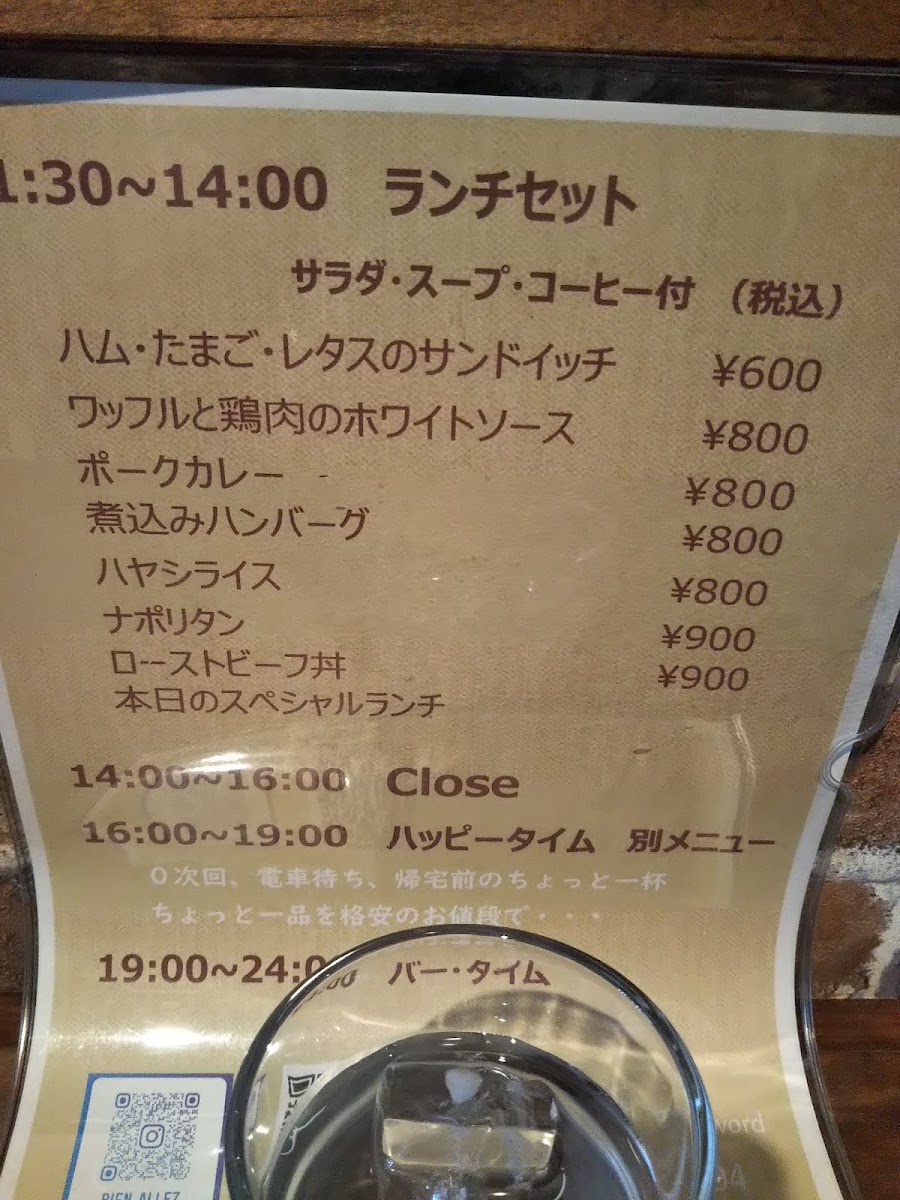 1:30~14:00 ランチセット
サラダ・スープ・コーヒー付 (税込)
ハム・たまご・レタスのサンドイッチ ¥600
ワッフルと鶏肉のホワイトソース ¥800
ポークカレー ¥800
煮込みハンバーグ ¥800
ハヤシライス ¥800
ナポリタン ¥900
ローストビーフ丼 ¥900
本日のスペシャルランチ
14:00~16:00 Close
16:00~19:00 ハッピータイム 別メニュー
0次回、電車待ち、帰宅前のちょっと一杯
ちょっと一品を格安のお値段で・・・
19:00~24:00 バー・タイム
word
BIEN ALLEZ